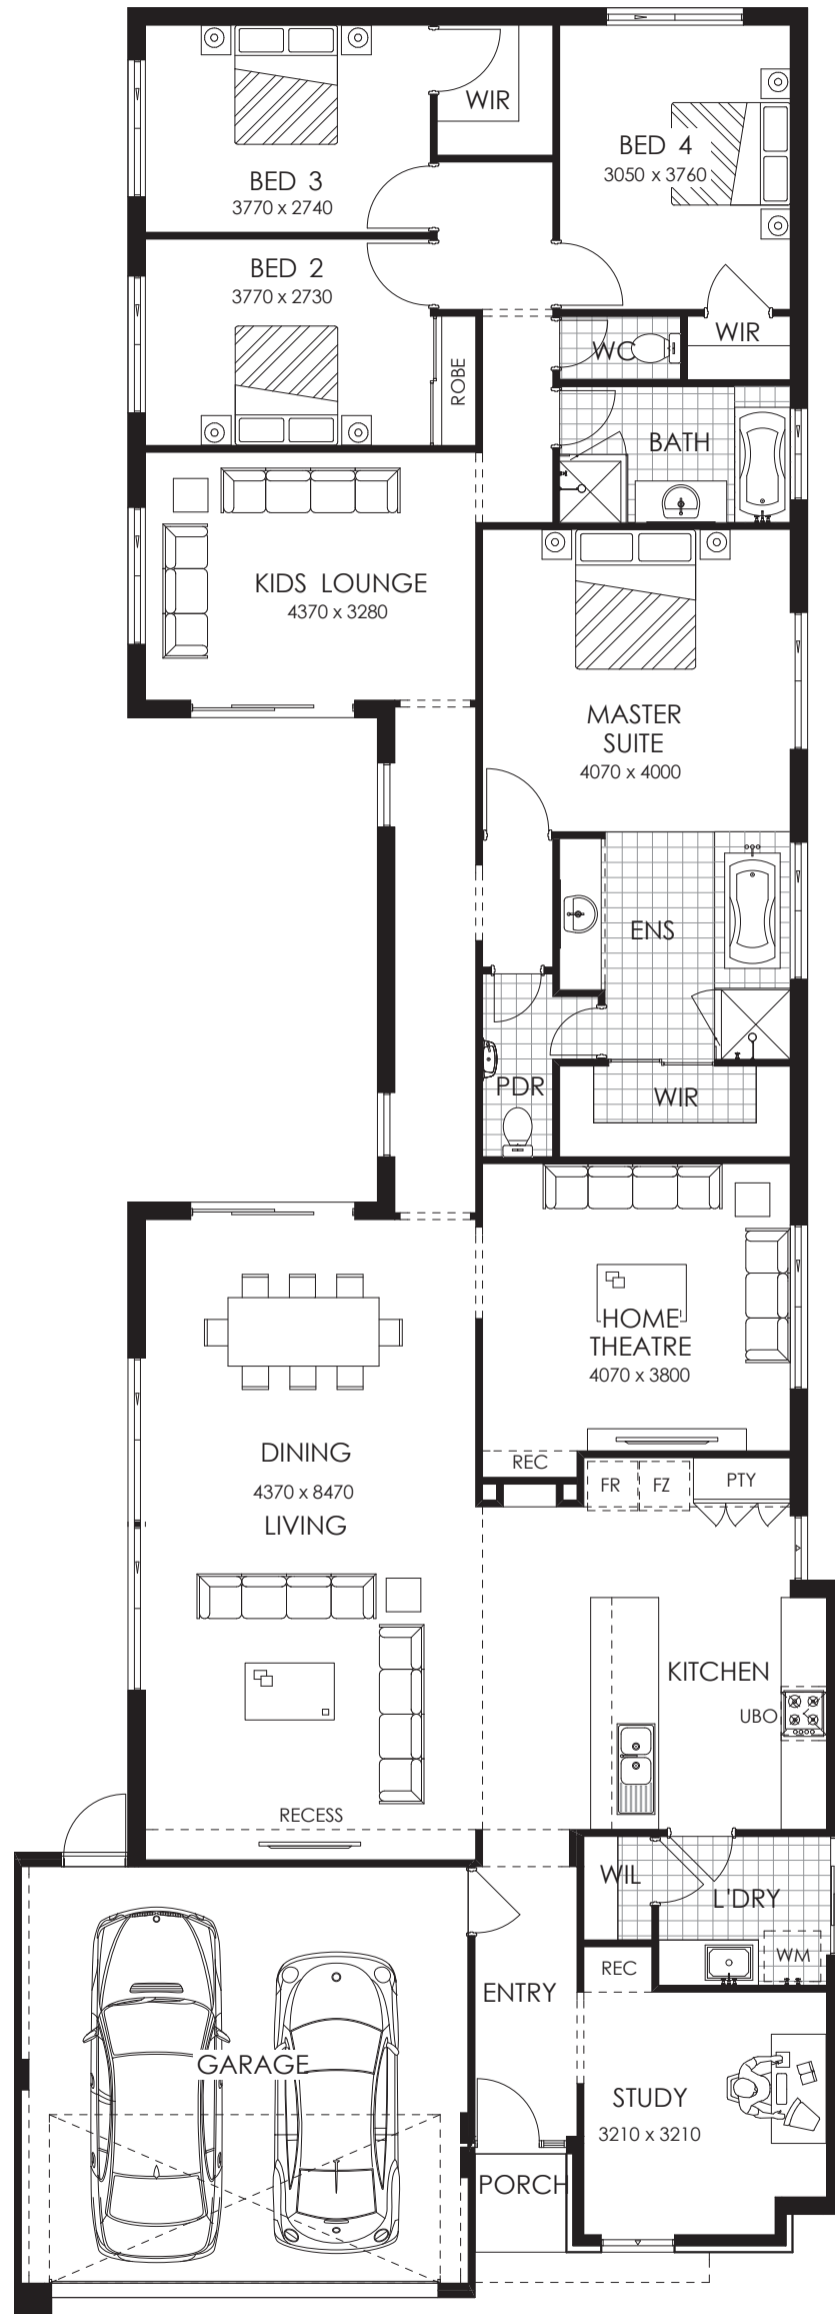 WIR
BED 4
3050 x 3760
BED 3
3770 x 2740
BED 2
3770 x 2730
WC
WIR
ROBE
BATH
KIDS LOUNGE
4370 x 3280
MASTER
SUITE
4070 x 4000
ENS
PDR
WIR
HOME
THEATRE
4070 x 3800
DINING
4370 x 8470
LIVING
REC
FR
FZ
PTY
KITCHEN
UBO
RECESS
WIL
L'DRY
WM
REC
ENTRY
GARAGE
STUDY
3210 x 3210
PORCH